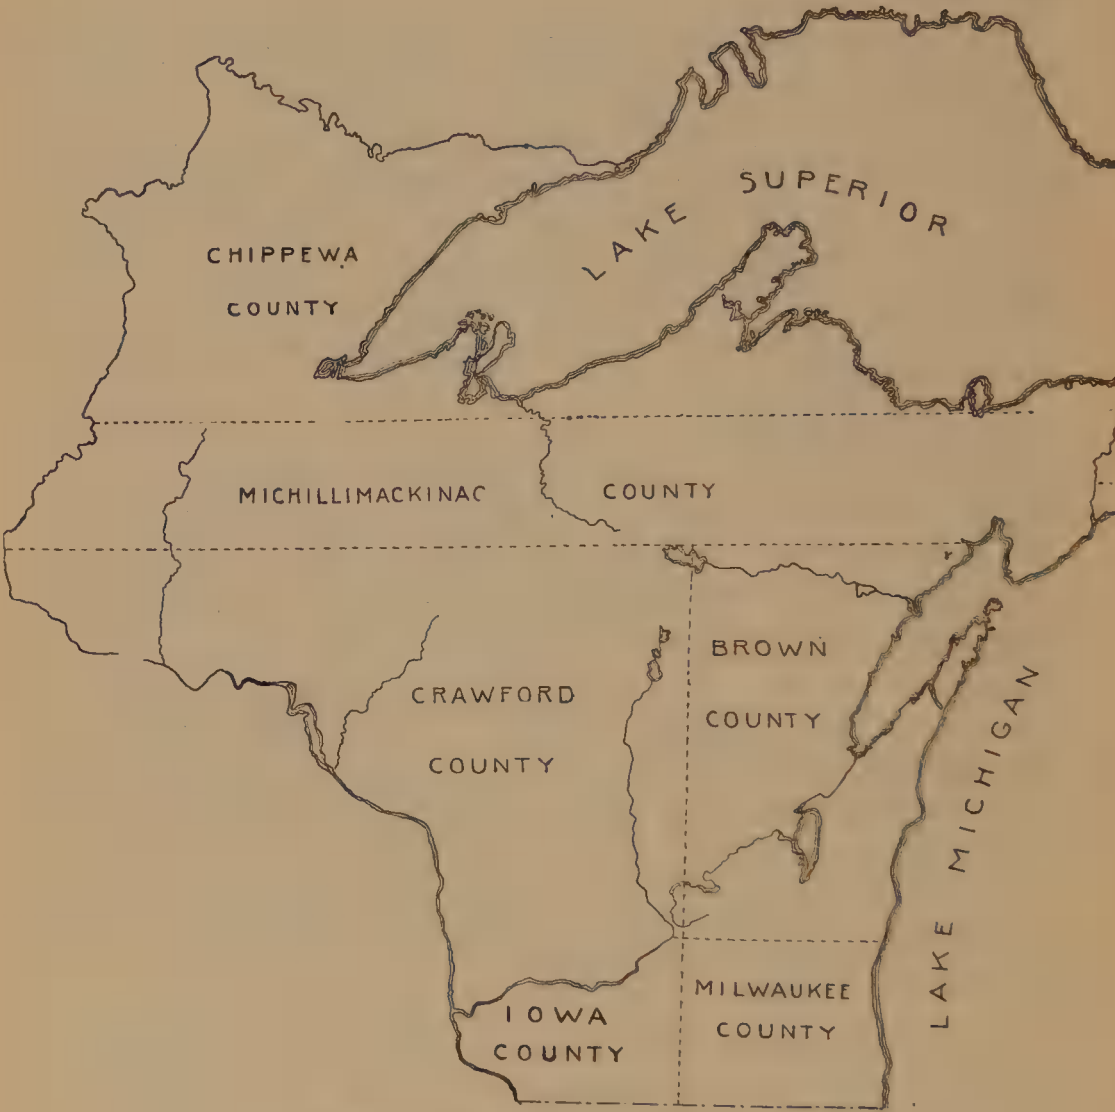 LAKE SUPERIOR
CHIPPEWA
COUNTY
MICHILLIMACKINAC COUNTY
BROWN
COUNTY
CRAWFORD
COUNTY
LAKE MICHIGAN
MILWAUKEE
COUNTY
IOWA
COUNTY